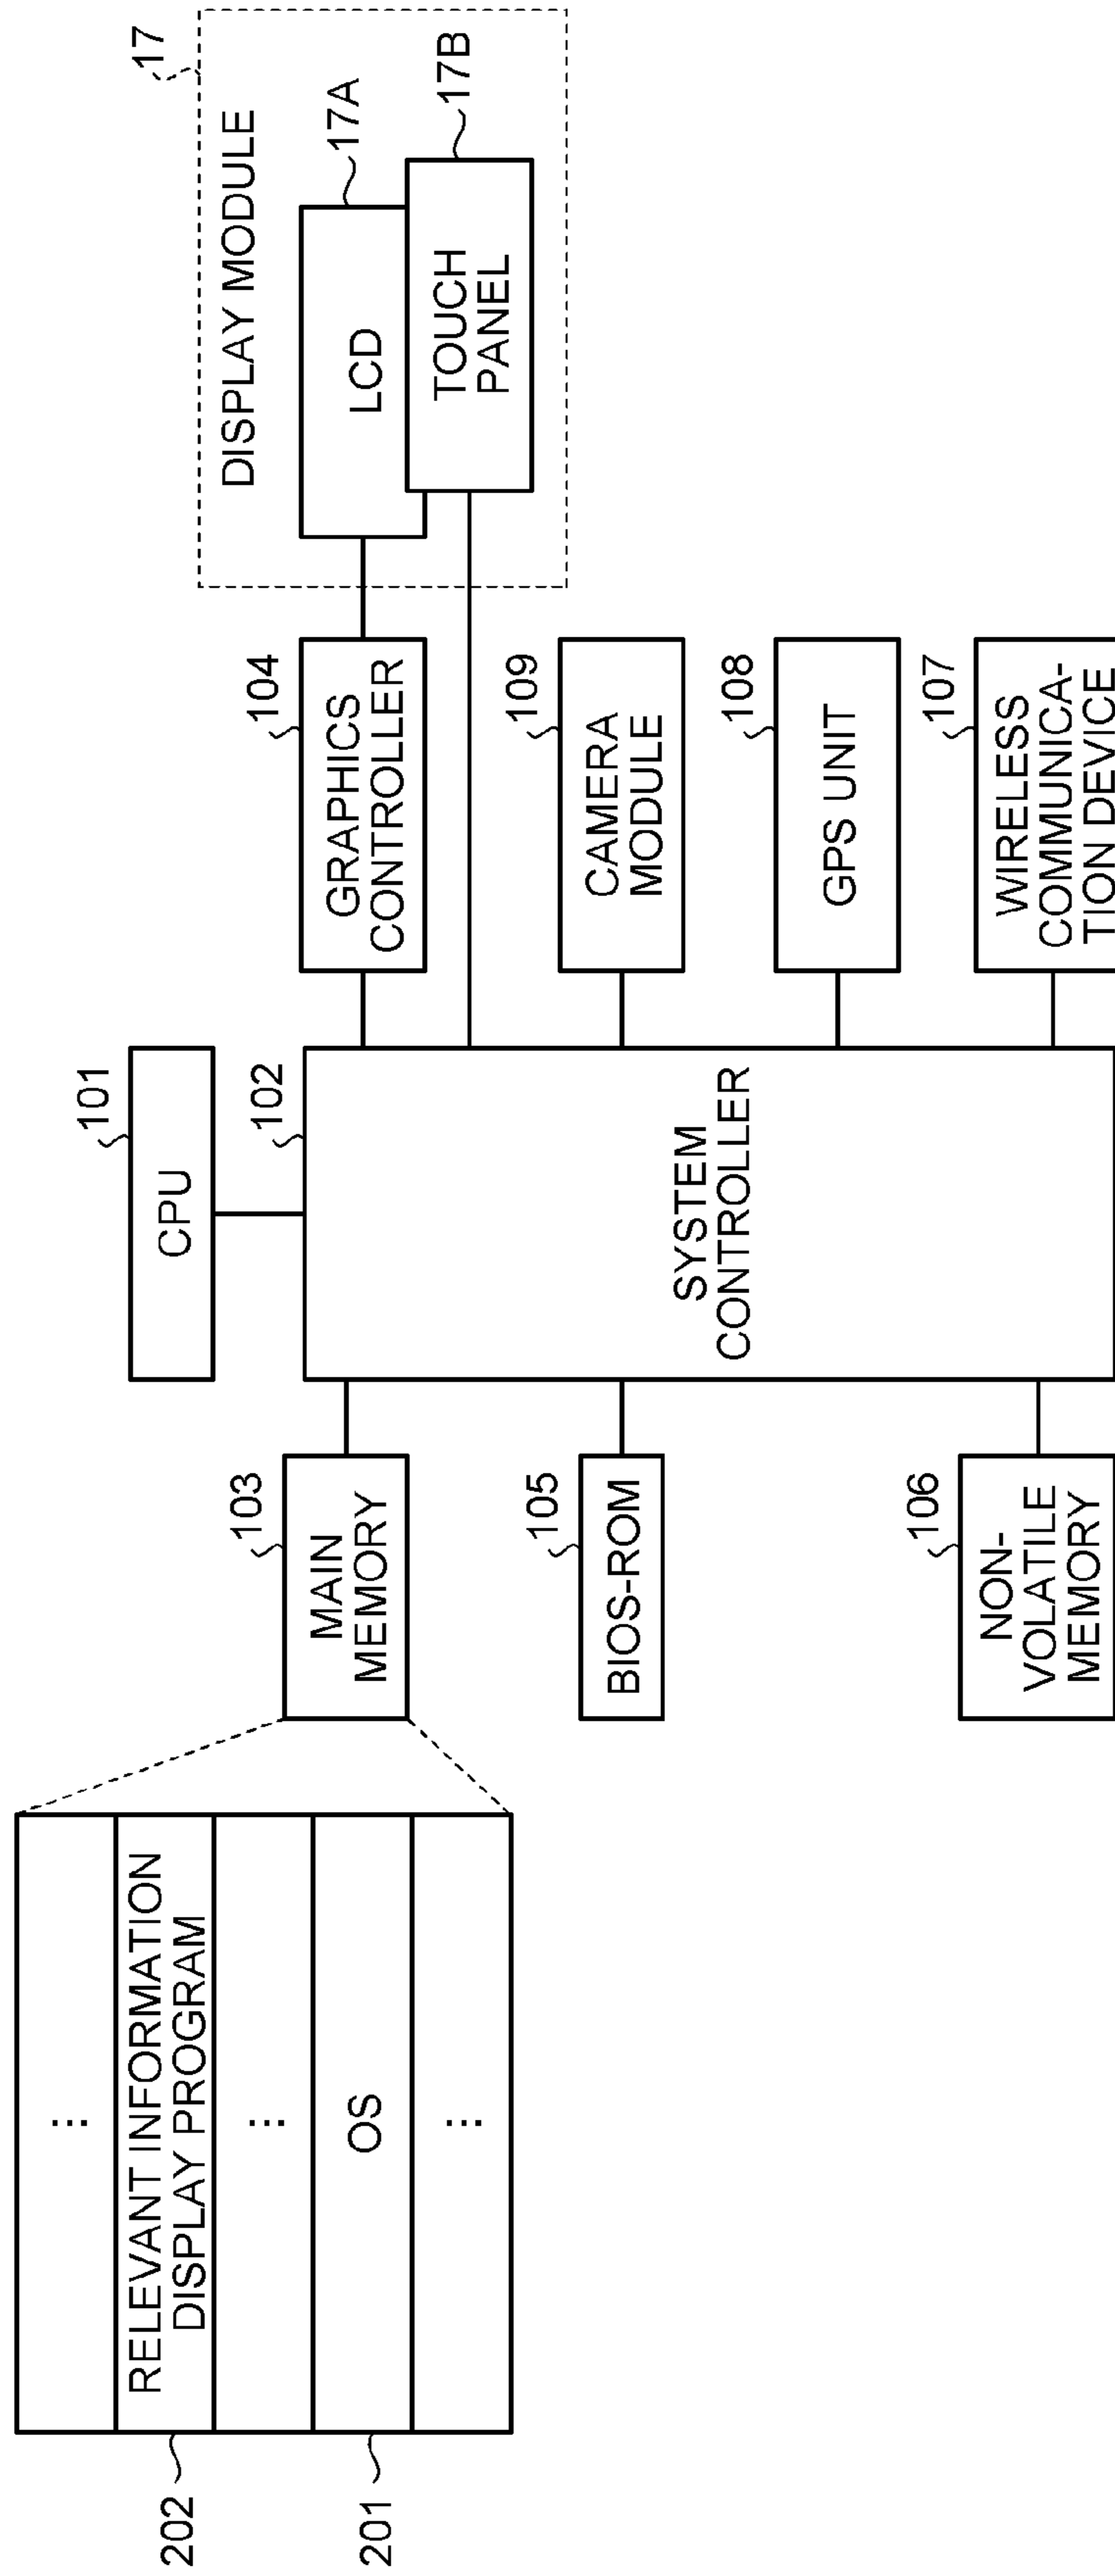 202
RELEVANT INFORMATION
DISPLAY PROGRAM
201
OS
...
...
...
103
MAIN
MEMORY
105
BIOS-ROM
106
NON-
VOLATILE
MEMORY
101
CPU
102
SYSTEM
CONTROLLER
104
GRAPHICS
CONTROLLER
109
CAMERA
MODULE
108
GPS UNIT
107
WIRELESS
COMMUNICA-
TION DEVICE
17
DISPLAY MODULE
17A
LCD
17B
TOUCH
PANEL